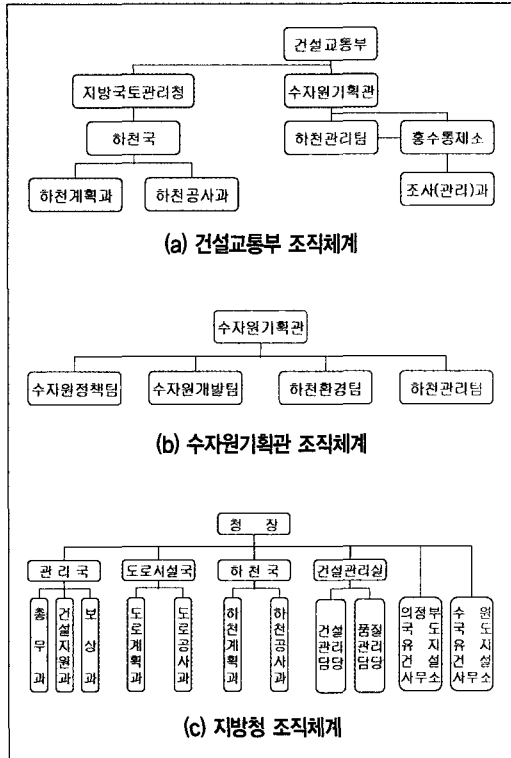 건설교통부
지방국토관리청 수자원기획관
하천국 하천관리팀 홍수통제소
하천계획과 하천공사과 조사(관리)과
(a) 건설교통부 조직체계
수자원기획관
수자원정책팀 수자원개발팀 하천환경팀 하천관리팀
(b) 수자원기획관 조직체계
청 장
관리국 도로시설국 하천국 건설관리실
총무과 건설지원과 보상과 도로계획과 도로공사과 하천계획과 하천공사과 건설관리담당 품질관리담당 의정부국도유지건설사무소 수원국도유지건설사무소
(c) 지방청 조직체계